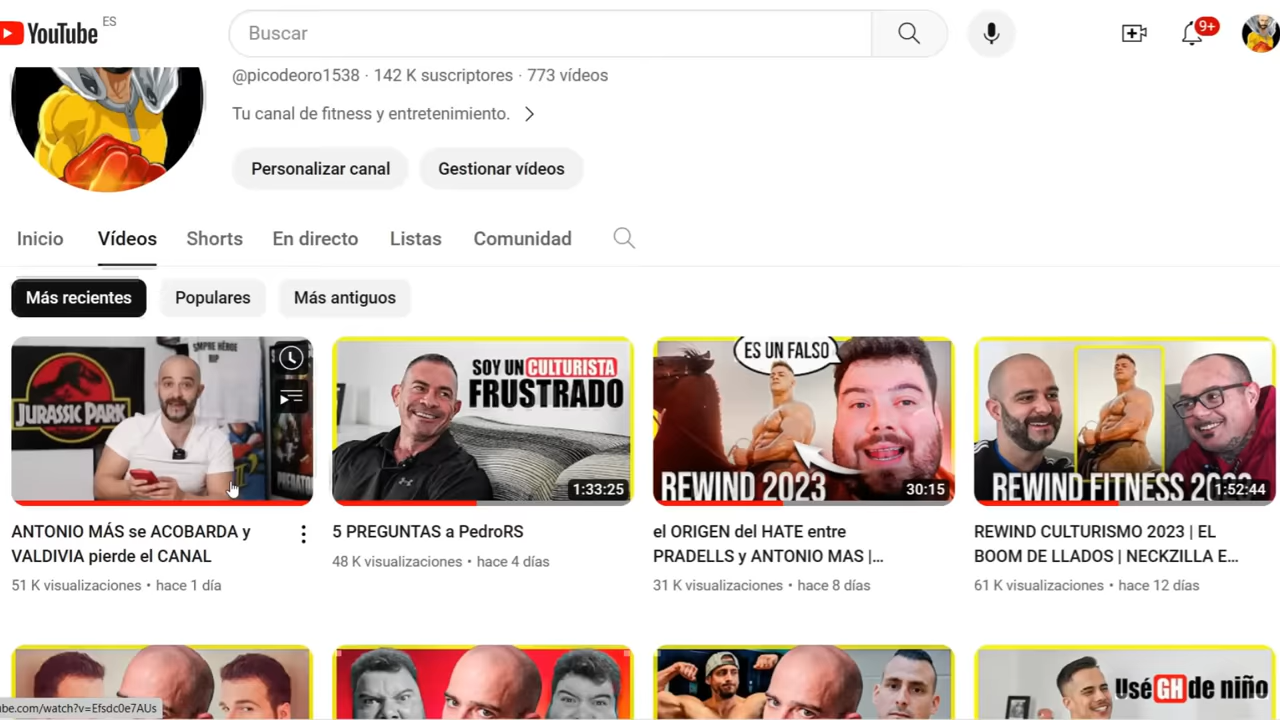 YouTube ES
Buscar
9+
@picodeoro1538 · 142 K suscriptores · 773 vídeos
Tu canal de fitness y entretenimiento.
Personalizar canal
Gestionar vídeos
Inicio
Vídeos
Shorts
En directo
Listas
Comunidad
Más recientes
Populares
Más antiguos
JURASSIC PARK
SIEMPRE HÉROE
RIP
PREDATOR
SOY UN CULTURISTA
FRUSTRADO
1:33:25
ES UN FALSO
REWIND 2023
30:15
REWIND FITNESS
1:52:44
ANTONIO MÁS se ACOBARDA y
VALDIVIA pierde el CANAL
51 K visualizaciones • hace 1 día
5 PREGUNTAS a PedroRS
48 K visualizaciones • hace 4 días
el ORIGEN del HATE entre
PRADELLS y ANTONIO MAS |...
31 K visualizaciones • hace 8 días
REWIND CULTURISMO 2023 | EL
BOOM DE LLADOS | NECKZILLA E...
61 K visualizaciones • hace 12 días
Usé GH de niño
ube.com/watch?v=Efsdc0e7AUs